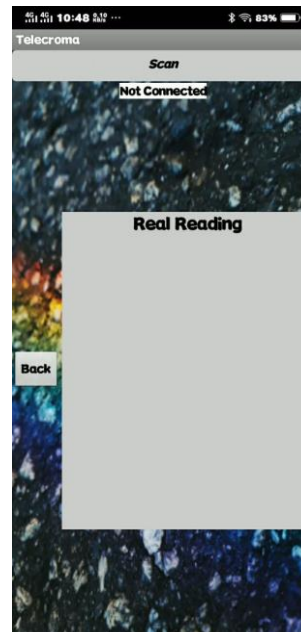 10:48
83%
Telecroma
Scan
Not Connected
Real Reading
Back